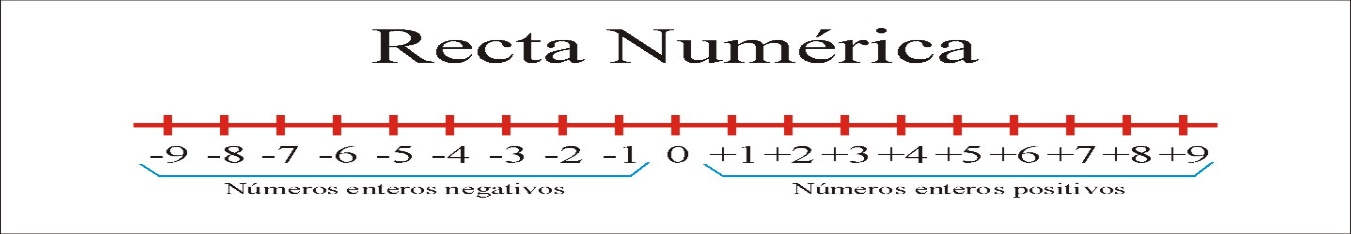 Recta Numérica
-9 -8 -7 -6 -5 -4 -3 -2 -1 0 +1 +2 +3 +4 +5 +6 +7 +8 +9
Números enteros negativos Números enteros positivos